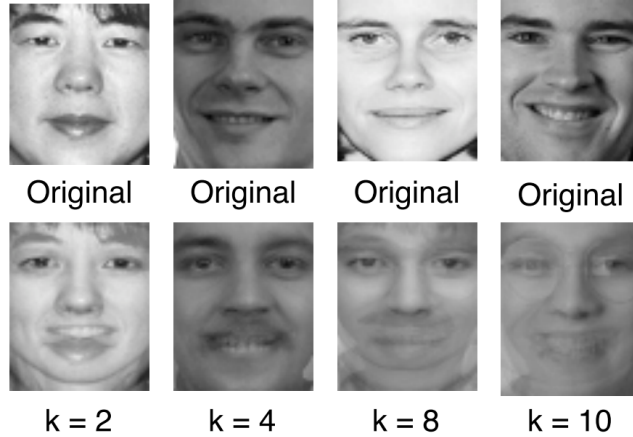 Original Original Original Original
k = 2 k = 4 k = 8 k = 10